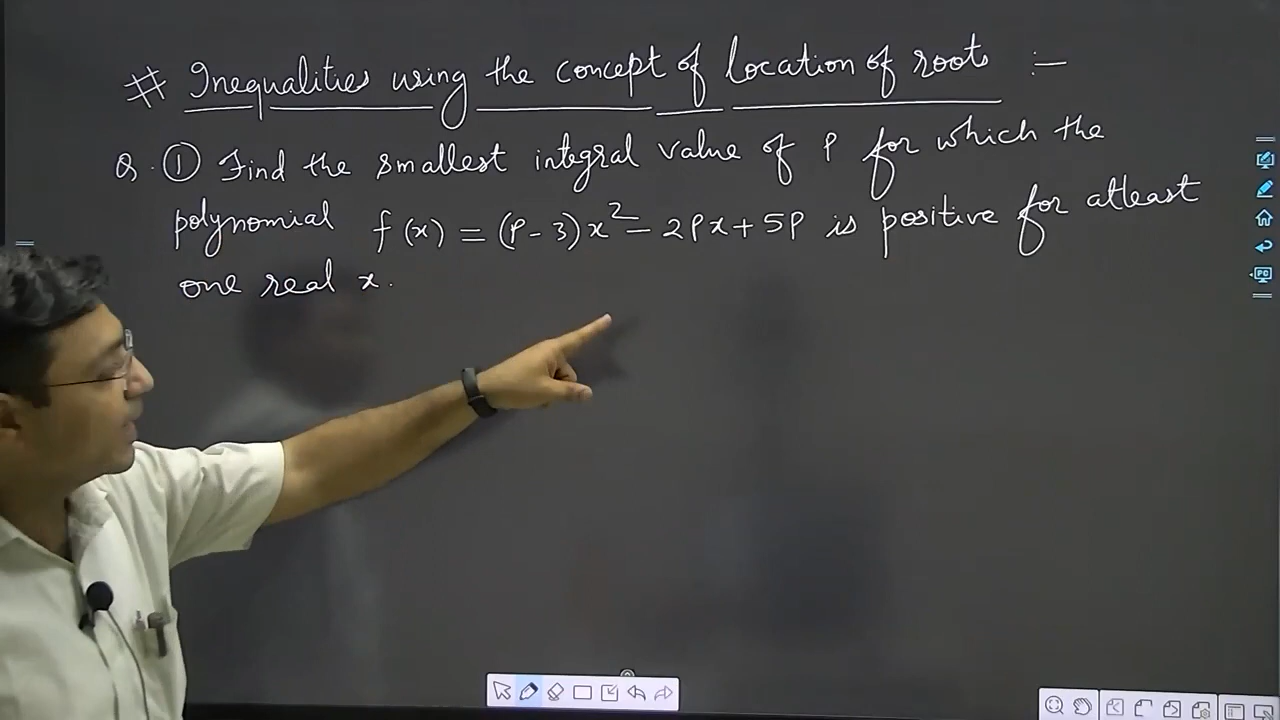 # Inequalities using the concept of location of roots :-
Q. ① Find the smallest integral value of P for which the
polynomial f(x) = (P-3)x² - 2Px + 5P is positive for atleast
one real x.
PC